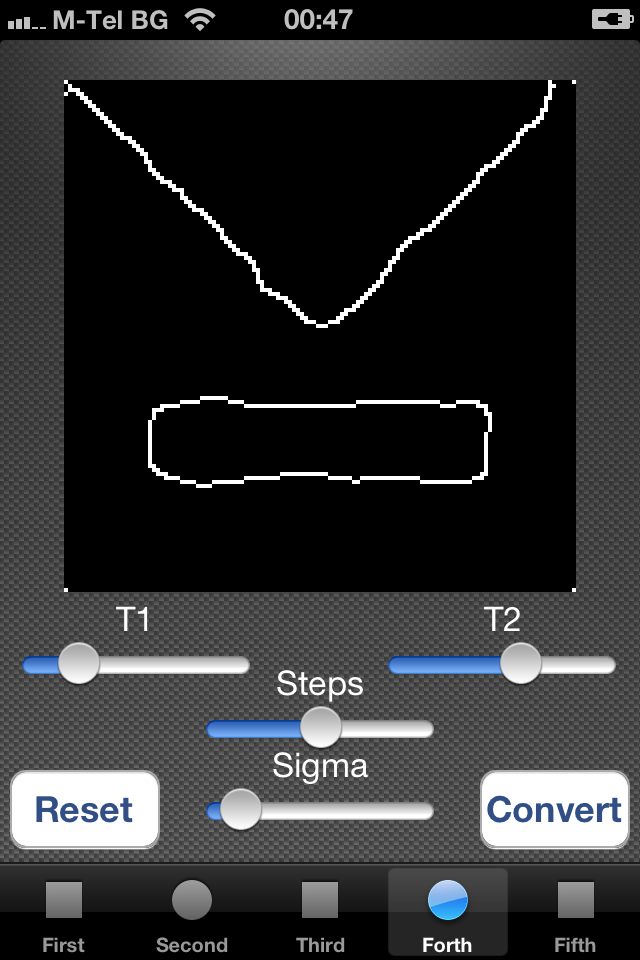 M-Tel BG 00:47
T1 T2
Steps
Sigma
Reset Convert
First Second Third Forth Fifth